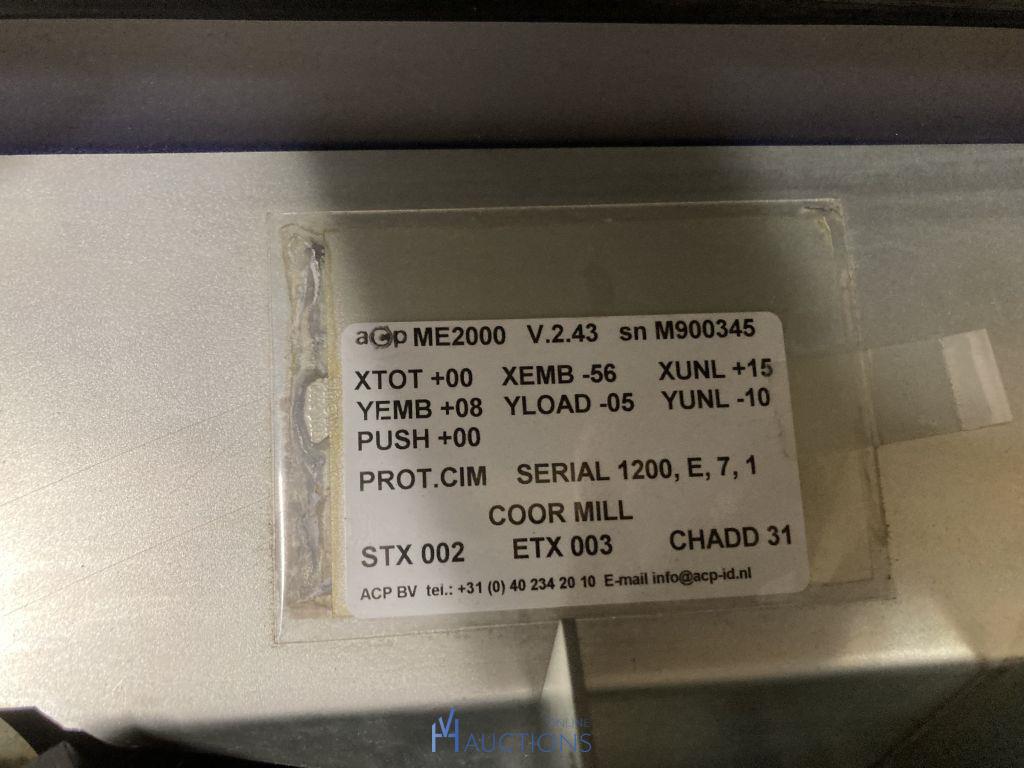 acp ME2000 V.2.43 sn M900345
XTOT +00 XEMB -56 XUNL +15
YEMB +08 YLOAD -05 YUNL -10
PUSH +00
PROT.CIM SERIAL 1200, E, 7, 1
COOR MILL
STX 002 ETX 003 CHADD 31
ACP BV tel.: +31 (0) 40 234 20 10 E-mail info@acp-id.nl
ONLINE
AUCTIONS